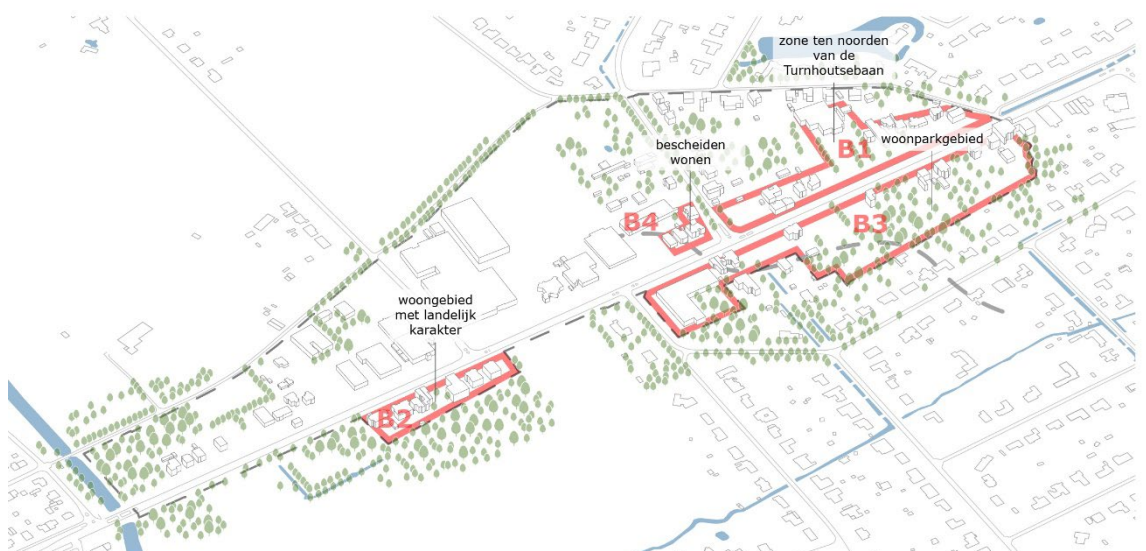 zone ten noorden
van de
Turnhoutsebaan
B1
woonparkgebied
bescheiden
wonen
B4
B3
woongebied
met landelijk
karakter
B2